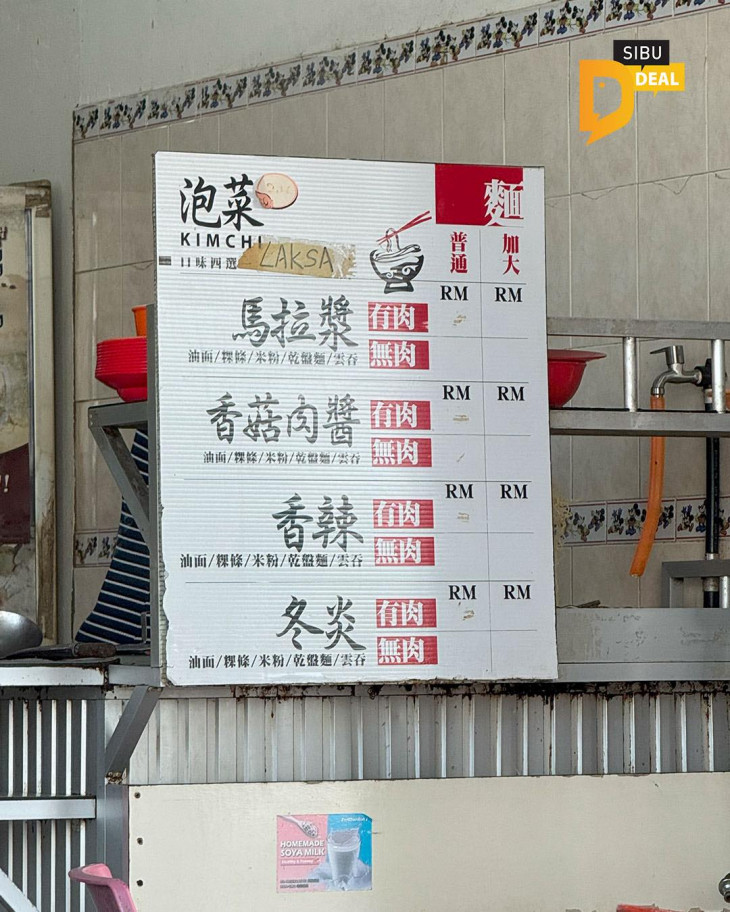 SIBU
DEAL
泡菜
KIMCHI
口味四選
LAKSA
麵
普通
加大
RM RM
馬拉漿 有肉
油面/粿條/米粉/乾盤麵/雲吞 無肉
RM RM
香菇肉醬 有肉
油面/粿條/米粉/乾盤麵/雲吞 無肉
RM RM
香辣 有肉
油面/粿條/米粉/乾盤麵/雲吞 無肉
RM RM
冬炎 有肉
油面/粿條/米粉/乾盤麵/雲吞 無肉
HOMEMADE
SOYA MILK